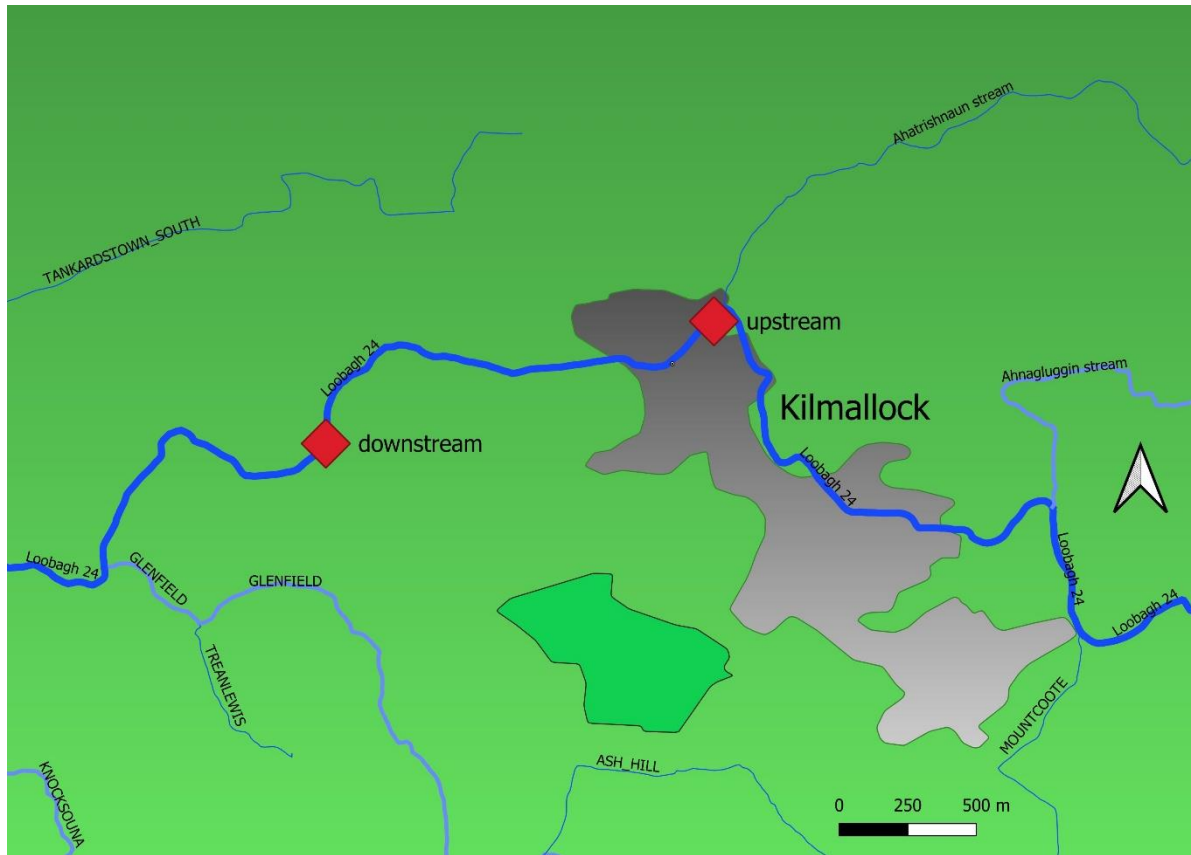 Ahatrishnaun stream
TANKARDSTOWN_SOUTH
upstream
Loobagh 24
Ahnagluggin stream
Kilmallock
downstream
Loobagh 24
Loobagh 24
Loobagh 24
GLENFIELD
GLENFIELD
Loobagh 24
TREANLEWIS
MOUNTCOOTE
ASH_HILL
KNOCKSOUNA
0 250 500 m